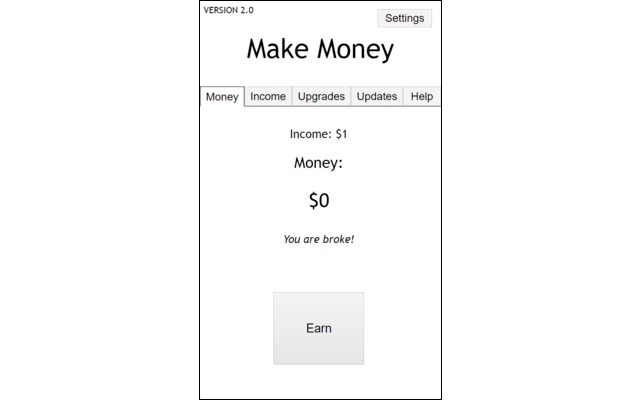 VERSION 2.0
Settings
Make Money
Money Income Upgrades Updates Help
Income: $1
Money:
$0
You are broke!
Earn